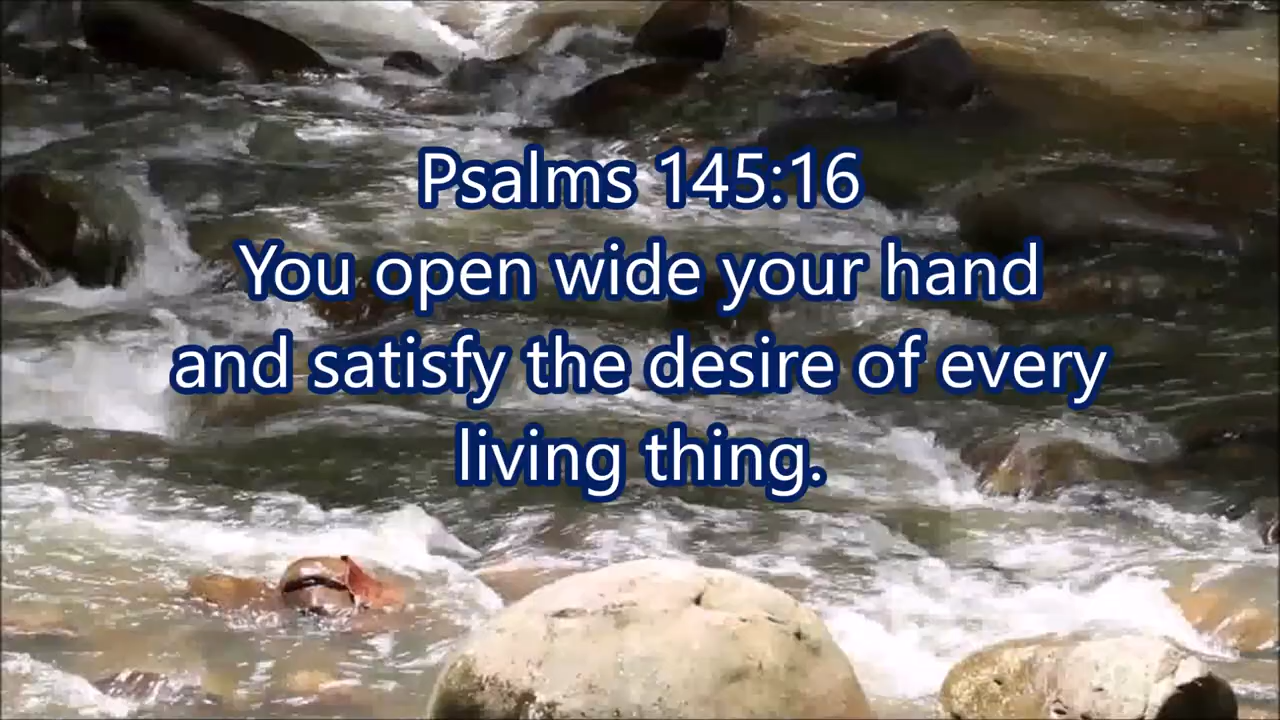 Psalms 145:16
You open wide your hand
and satisfy the desire of every
living thing.